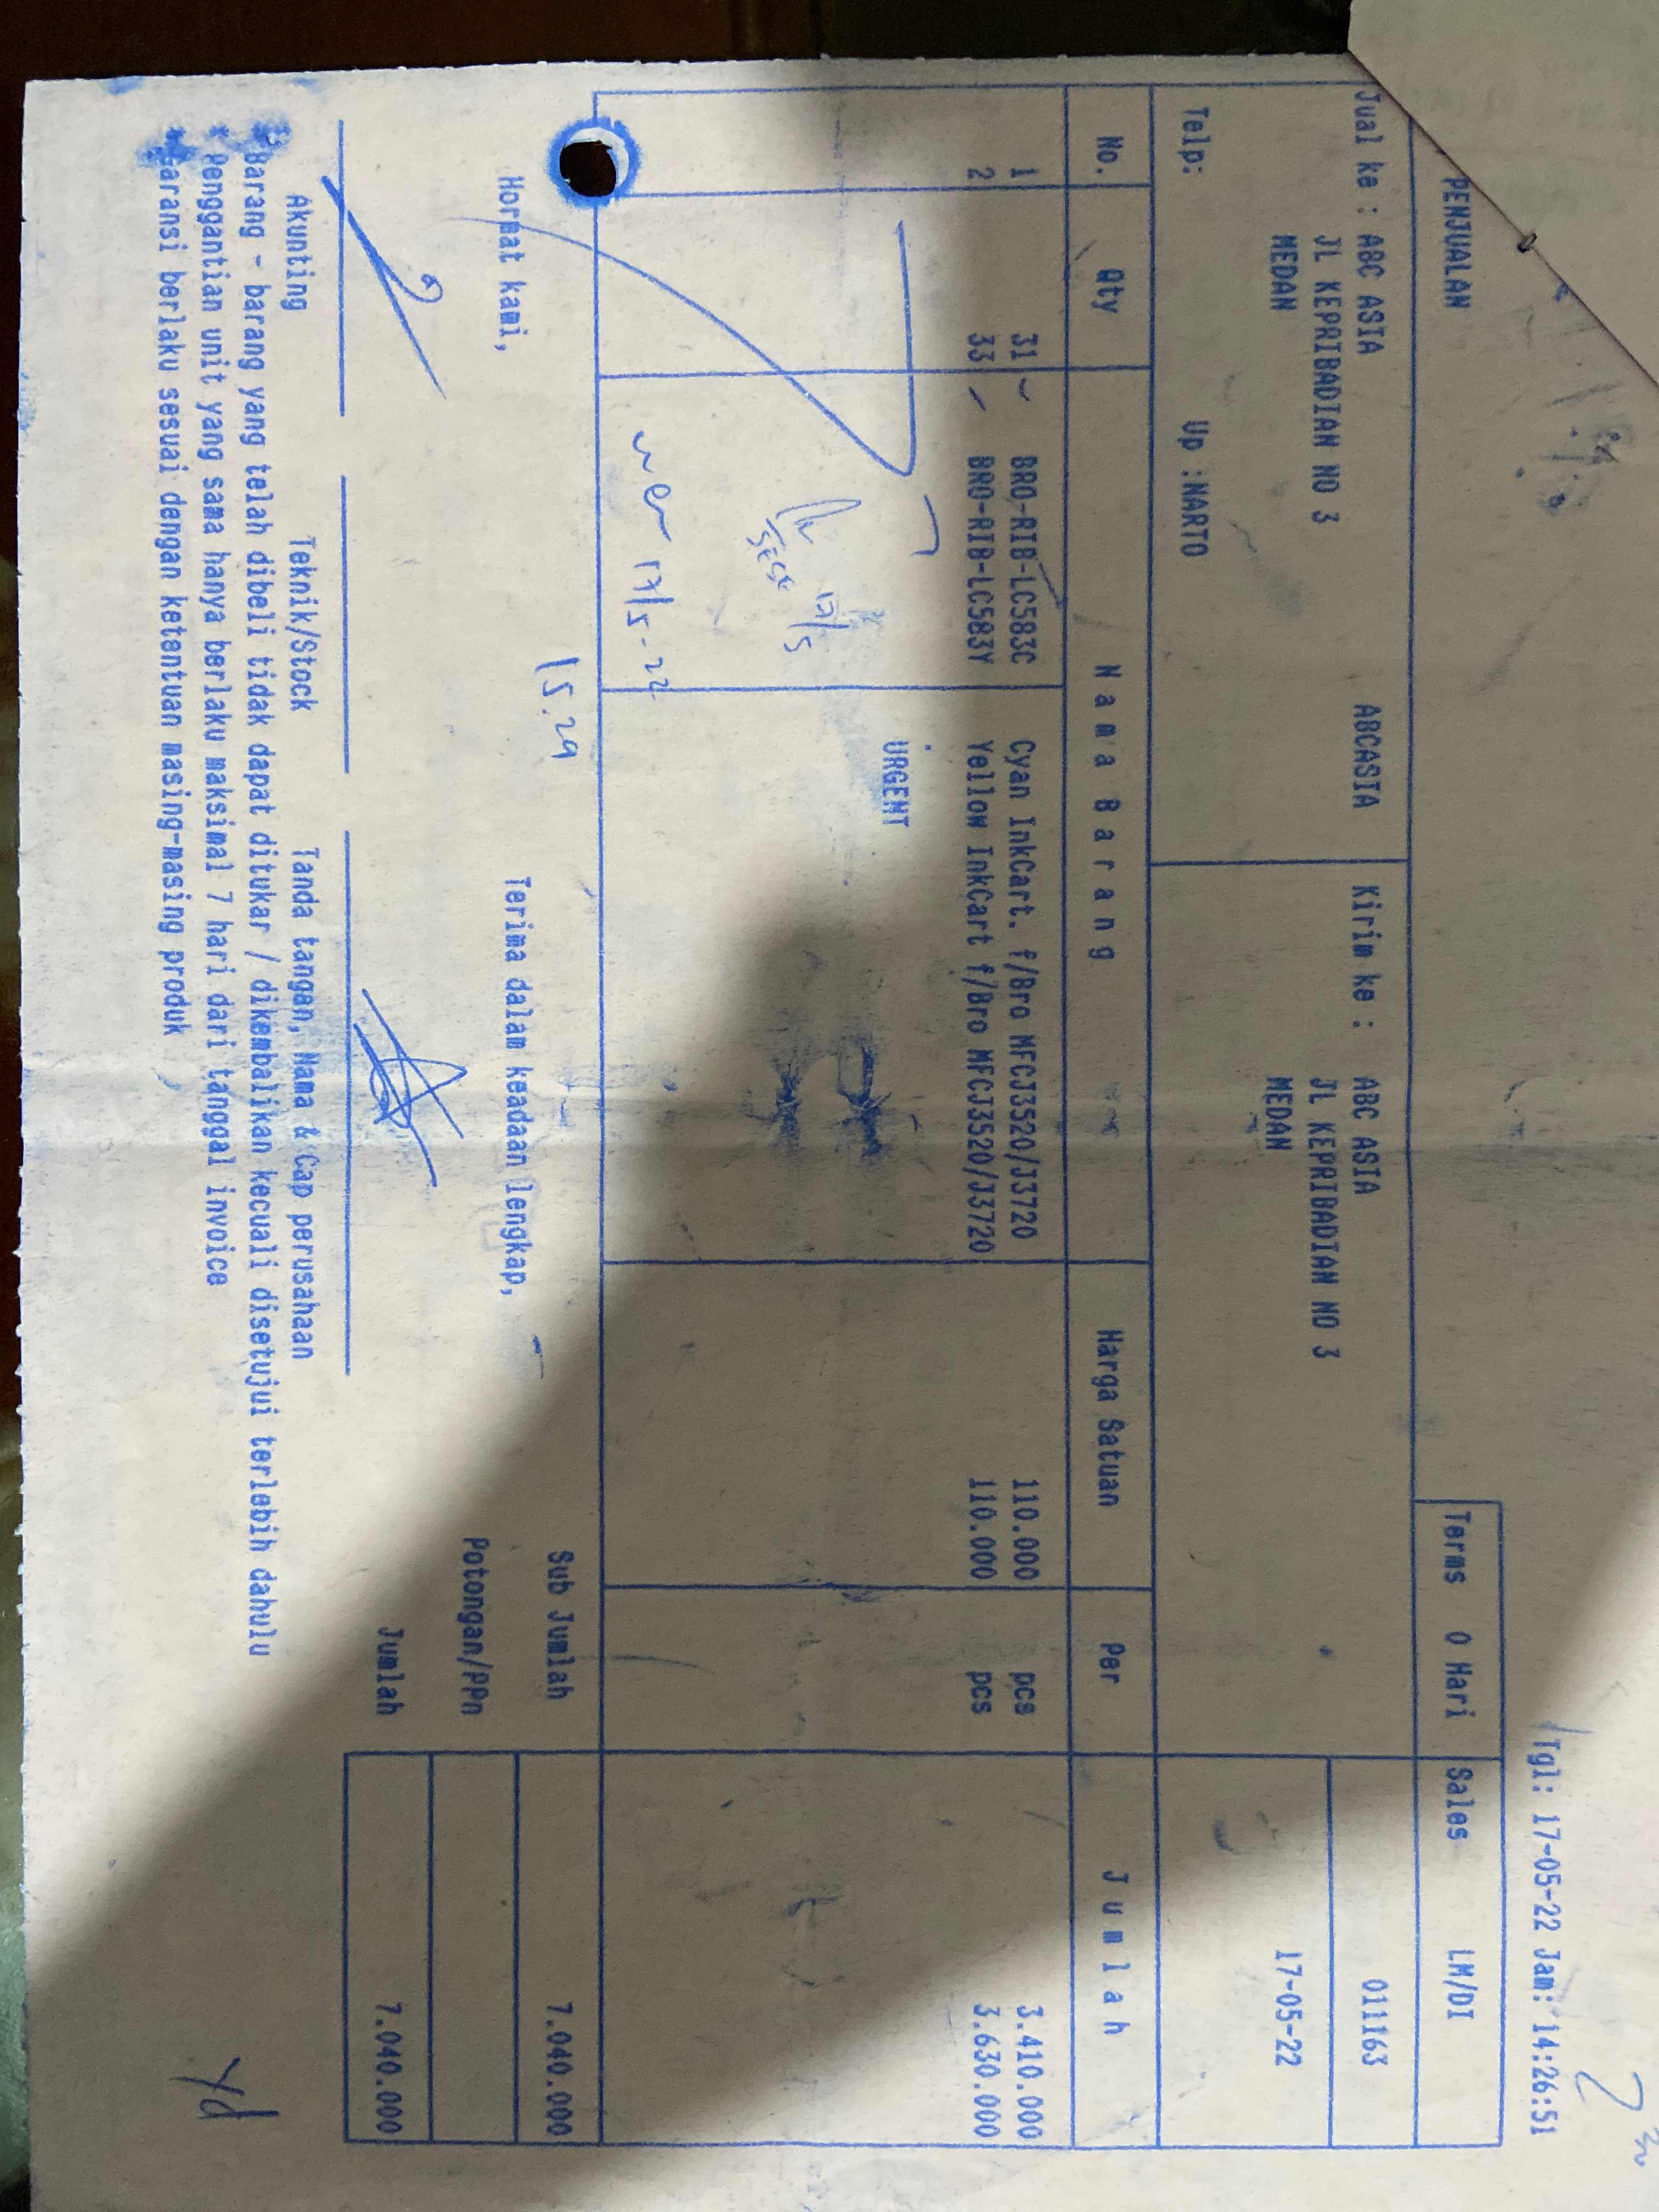 Tgl: 17-05-22 Jam: 14:26:51
PENJUALAN
Terms 0 Hari Sales LM/DI
Jual ke : ABC ASIA ABCASIA Kirim ke : ABC ASIA 011163
JL KEPRIBADIAN NO 3 JL KEPRIBADIAN NO 3
MEDAN MEDAN 17-05-22
Telp: Up :NARTO
No. Qty Nama Barang Harga Satuan Per Jumlah
1 31 BRO-RIB-LC583C Cyan InkCart. f/Bro MFCJ3520/J3720 110.000 pcs 3.410.000
2 33 BRO-RIB-LC583Y Yellow InkCart f/Bro MFCJ3520/J3720 110.000 pcs 3.630.000
URGENT
17/5
17/5-22
15.29
Sub Jumlah 7.040.000
Hormat kami, Terima dalam keadaan lengkap,
Potongan/PPn
Jumlah 7.040.000
Akunting Teknik/Stock Tanda tangan, Nama & Cap perusahaan
* Barang - barang yang telah dibeli tidak dapat ditukar / dikembalikan kecuali disetujui terlebih dahulu
* Penggantian unit yang sama hanya berlaku maksimal 7 hari dari tanggal invoice
* Garansi berlaku sesuai dengan ketentuan masing-masing produk